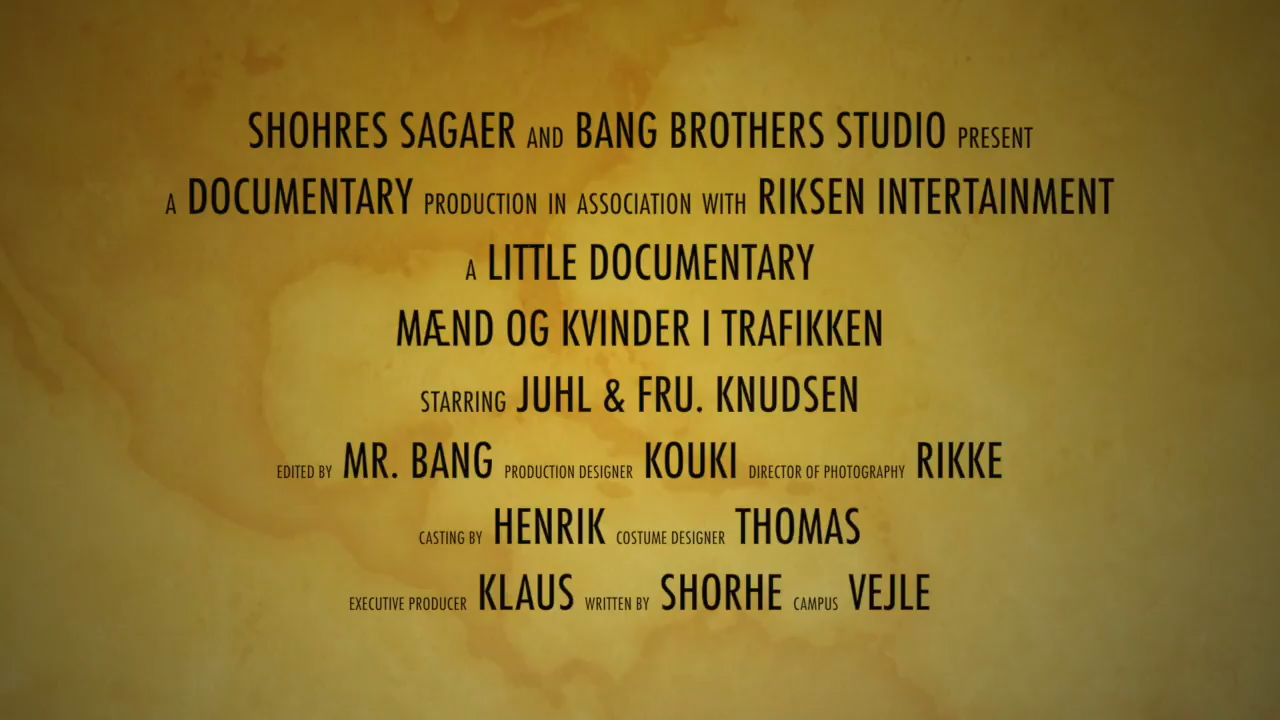 SHOHRES SAGAER AND BANG BROTHERS STUDIO PRESENT
A DOCUMENTARY PRODUCTION IN ASSOCIATION WITH RIKSEN INTERTAINMENT
A LITTLE DOCUMENTARY
MÆND OG KVINDER I TRAFIKKEN
STARRING JUHL & FRU. KNUDSEN
EDITED BY MR. BANG PRODUCTION DESIGNER KOUKI DIRECTOR OF PHOTOGRAPHY RIKKE
CASTING BY HENRIK COSTUME DESIGNER THOMAS
EXECUTIVE PRODUCER KLAUS WRITTEN BY SHORHE CAMPUS VEJLE